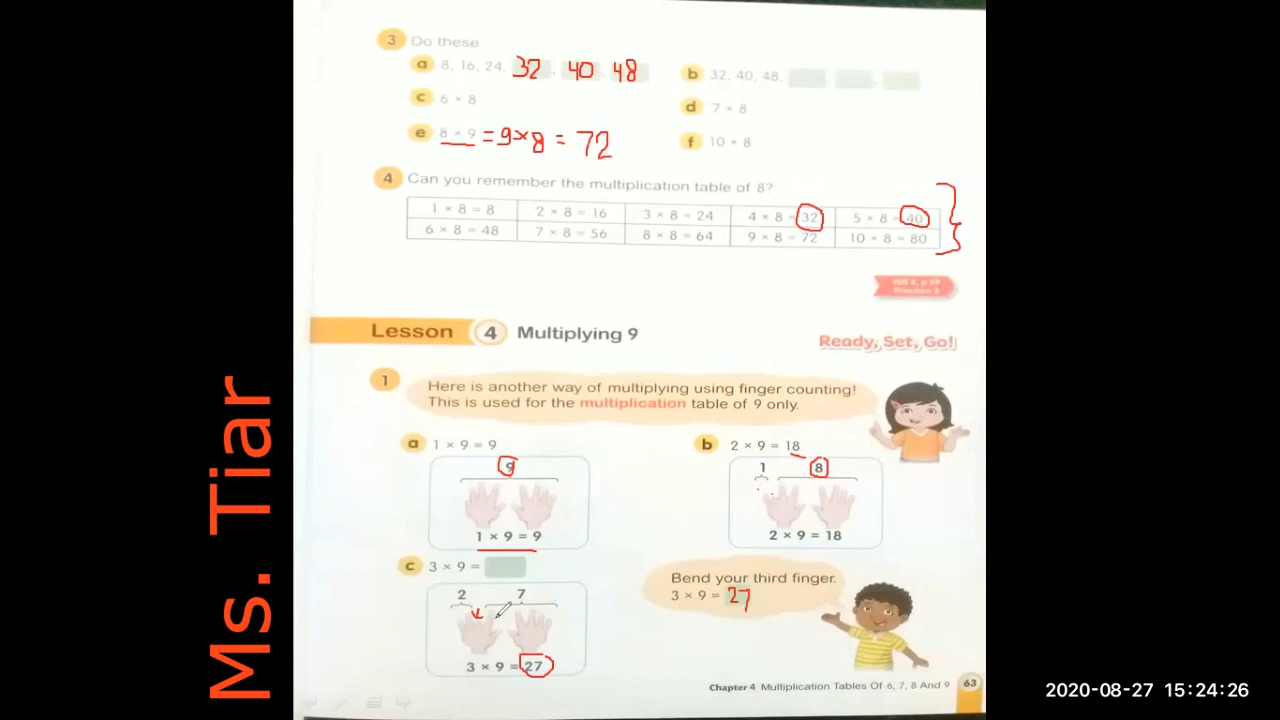 3 Do these.
a 8, 16, 24, 32, 40, 48
b 32, 40, 48,
c 6 × 8
d 7 × 8
e 8 × 9 = 9 × 8 = 72
f 10 × 8
4 Can you remember the multiplication table of 8?
1 × 8 = 8 2 × 8 = 16 3 × 8 = 24 4 × 8 = 32 5 × 8 = 40
6 × 8 = 48 7 × 8 = 56 8 × 8 = 64 9 × 8 = 72 10 × 8 = 80
WB 3, p 59
Practice 3
Lesson 4 Multiplying 9
Ready, Set, Go!
1 Here is another way of multiplying using finger counting!
This is used for the multiplication table of 9 only.
a 1 × 9 = 9
9
1 × 9 = 9
b 2 × 9 = 18
1 8
2 × 9 = 18
c 3 × 9 =
2 7
3 × 9 = 27
Bend your third finger.
3 × 9 = 27
Chapter 4 Multiplication Tables Of 6, 7, 8 And 9 63
Ms. Tiar
2020-08-27 15:24:26